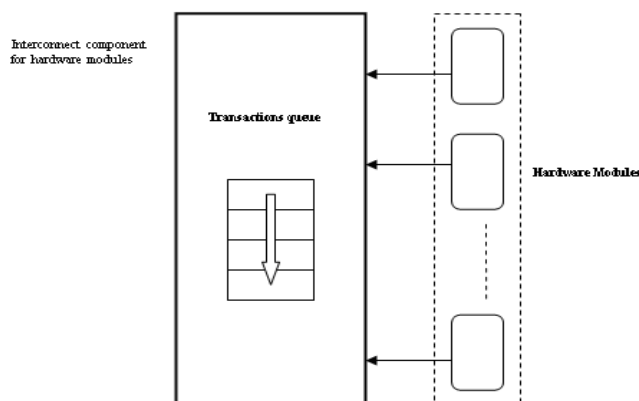 Interconnect component
for hardware modules
Transactions queue
Hardware Modules